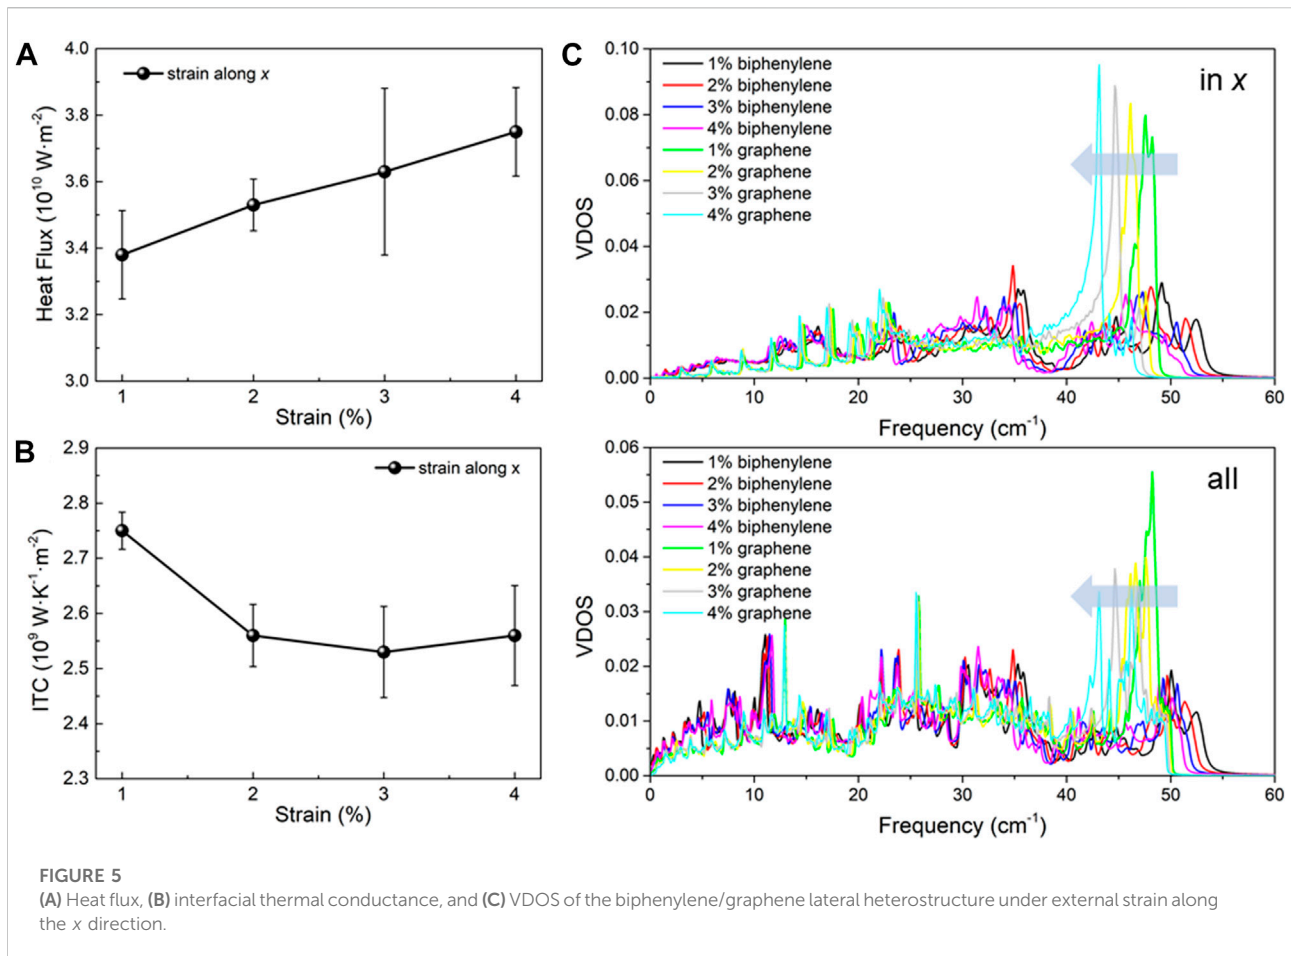 A
4.0
3.8
3.6
3.4
3.2
3.0
Heat Flux (10¹⁰ W·m⁻²)
strain along x
1 2 3 4
Strain (%)
B
2.9
2.8
2.7
2.6
2.5
2.4
2.3
ITC (10⁹ W·K⁻¹·m⁻²)
strain along x
1 2 3 4
Strain (%)
C
0.10
0.08
0.06
0.04
0.02
0.00
VDOS
1% biphenylene
2% biphenylene
3% biphenylene
4% biphenylene
1% graphene
2% graphene
3% graphene
4% graphene
in x
0 10 20 30 40 50 60
Frequency (cm⁻¹)
0.06
0.05
0.04
0.03
0.02
0.01
0.00
VDOS
1% biphenylene
2% biphenylene
3% biphenylene
4% biphenylene
1% graphene
2% graphene
3% graphene
4% graphene
all
0 10 20 30 40 50 60
Frequency (cm⁻¹)
FIGURE 5
(A) Heat flux, (B) interfacial thermal conductance, and (C) VDOS of the biphenylene/graphene lateral heterostructure under external strain along
the x direction.